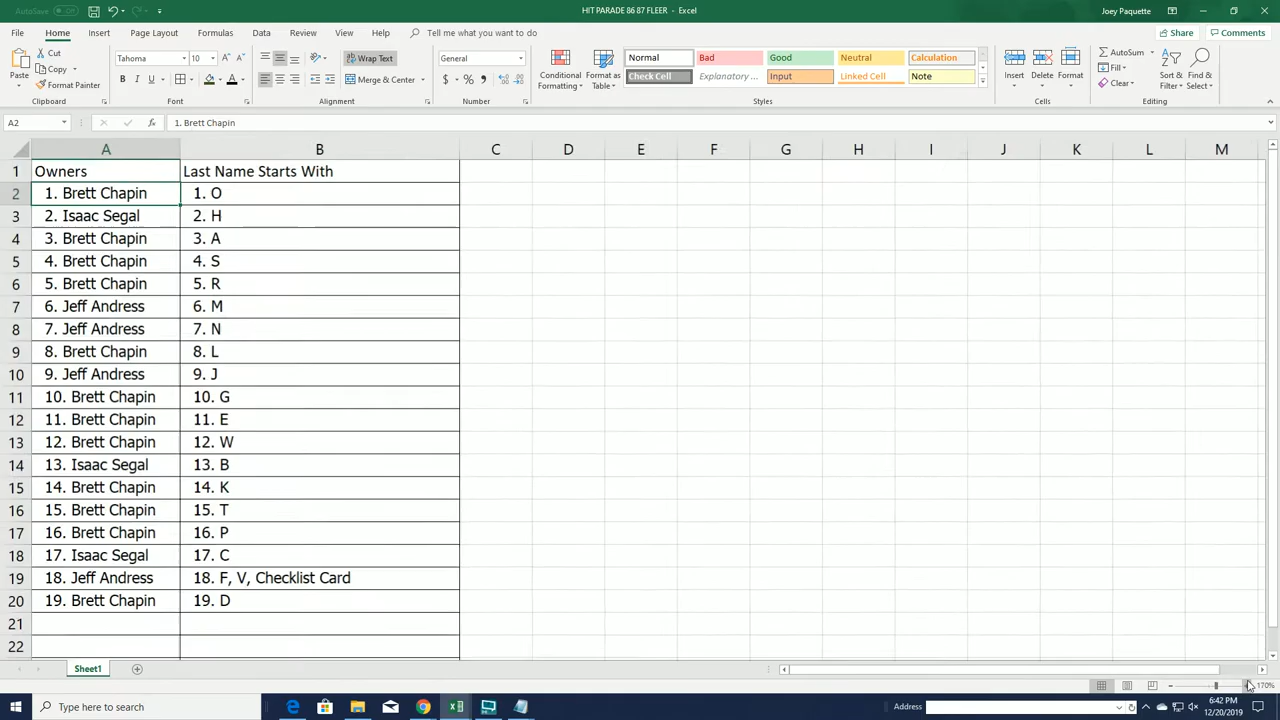 AutoSave Off HIT PARADE 86 87 FLEER - Excel Joey Paquette
File Home Insert Page Layout Formulas Data Review View Help Tell me what you want to do Share Comments
Paste Cut Copy Format Painter Clipboard
Tahoma 10 B I U A Font
Wrap Text Merge & Center Alignment
General $ % , Number
Conditional Formatting Format as Table Normal Bad Good Neutral Calculation
Check Cell Explanatory ... Input Linked Cell Note Styles
Insert Delete Format Cells
AutoSum Fill Clear Sort & Filter Find & Select Editing
A2 fx 1. Brett Chapin
A B C D E F G H I J K L M
1 Owners Last Name Starts With
2 1. Brett Chapin 1. O
3 2. Isaac Segal 2. H
4 3. Brett Chapin 3. A
5 4. Brett Chapin 4. S
6 5. Brett Chapin 5. R
7 6. Jeff Andress 6. M
8 7. Jeff Andress 7. N
9 8. Brett Chapin 8. L
10 9. Jeff Andress 9. J
11 10. Brett Chapin 10. G
12 11. Brett Chapin 11. E
13 12. Brett Chapin 12. W
14 13. Isaac Segal 13. B
15 14. Brett Chapin 14. K
16 15. Brett Chapin 15. T
17 16. Brett Chapin 16. P
18 17. Isaac Segal 17. C
19 18. Jeff Andress 18. F, V, Checklist Card
20 19. Brett Chapin 19. D
21
22
Sheet1
170%
Type here to search Address 6:42 PM
12/20/2019